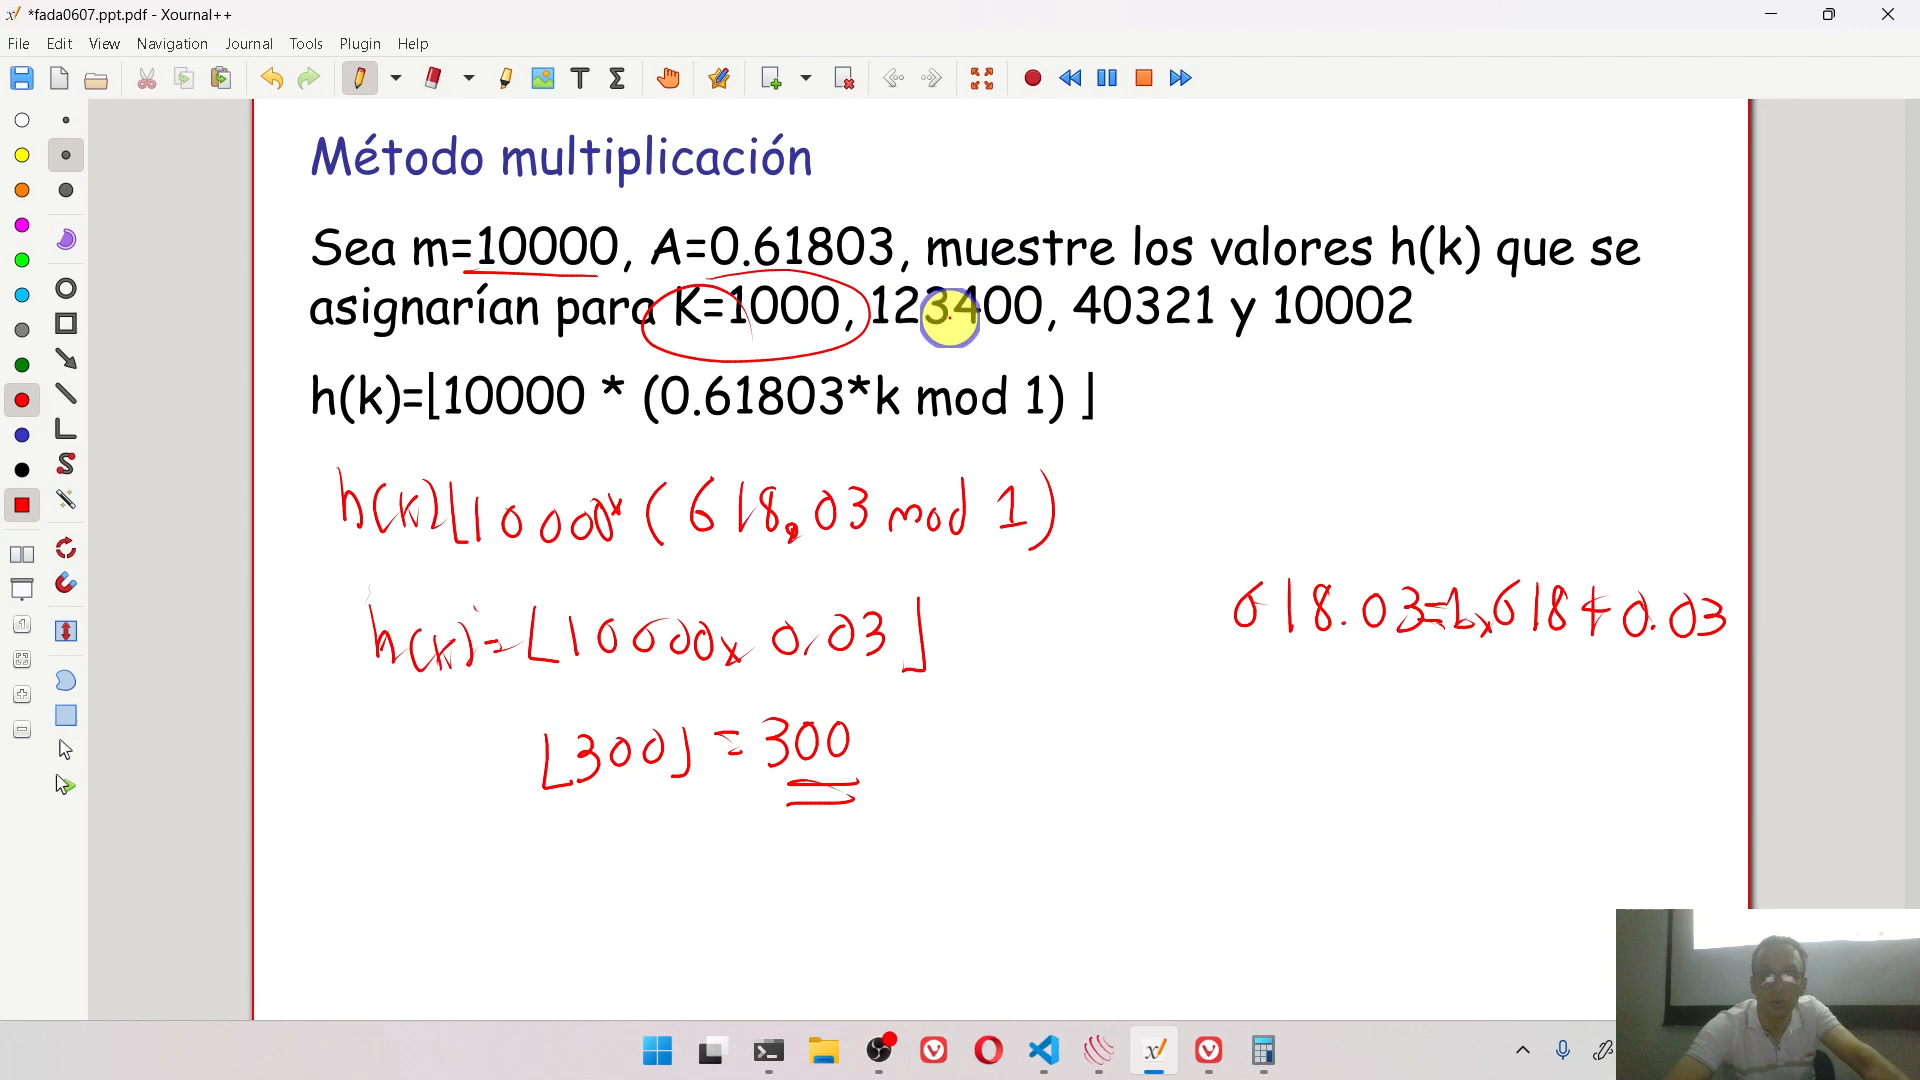 *fada0607.ppt.pdf - Xournal++
File Edit View Navigation Journal Tools Plugin Help
Método multiplicación
Sea m=10000, A=0.61803, muestre los valores h(k) que se
asignarían para K=1000, 123400, 40321 y 10002
h(k)=⌊10000 * (0.61803*k mod 1) ⌋
h(k)⌊10000* (618.03 mod 1)
618.03=1x618+0.03
h(k)=⌊10000x 0.03⌋
⌊300⌋ = 300